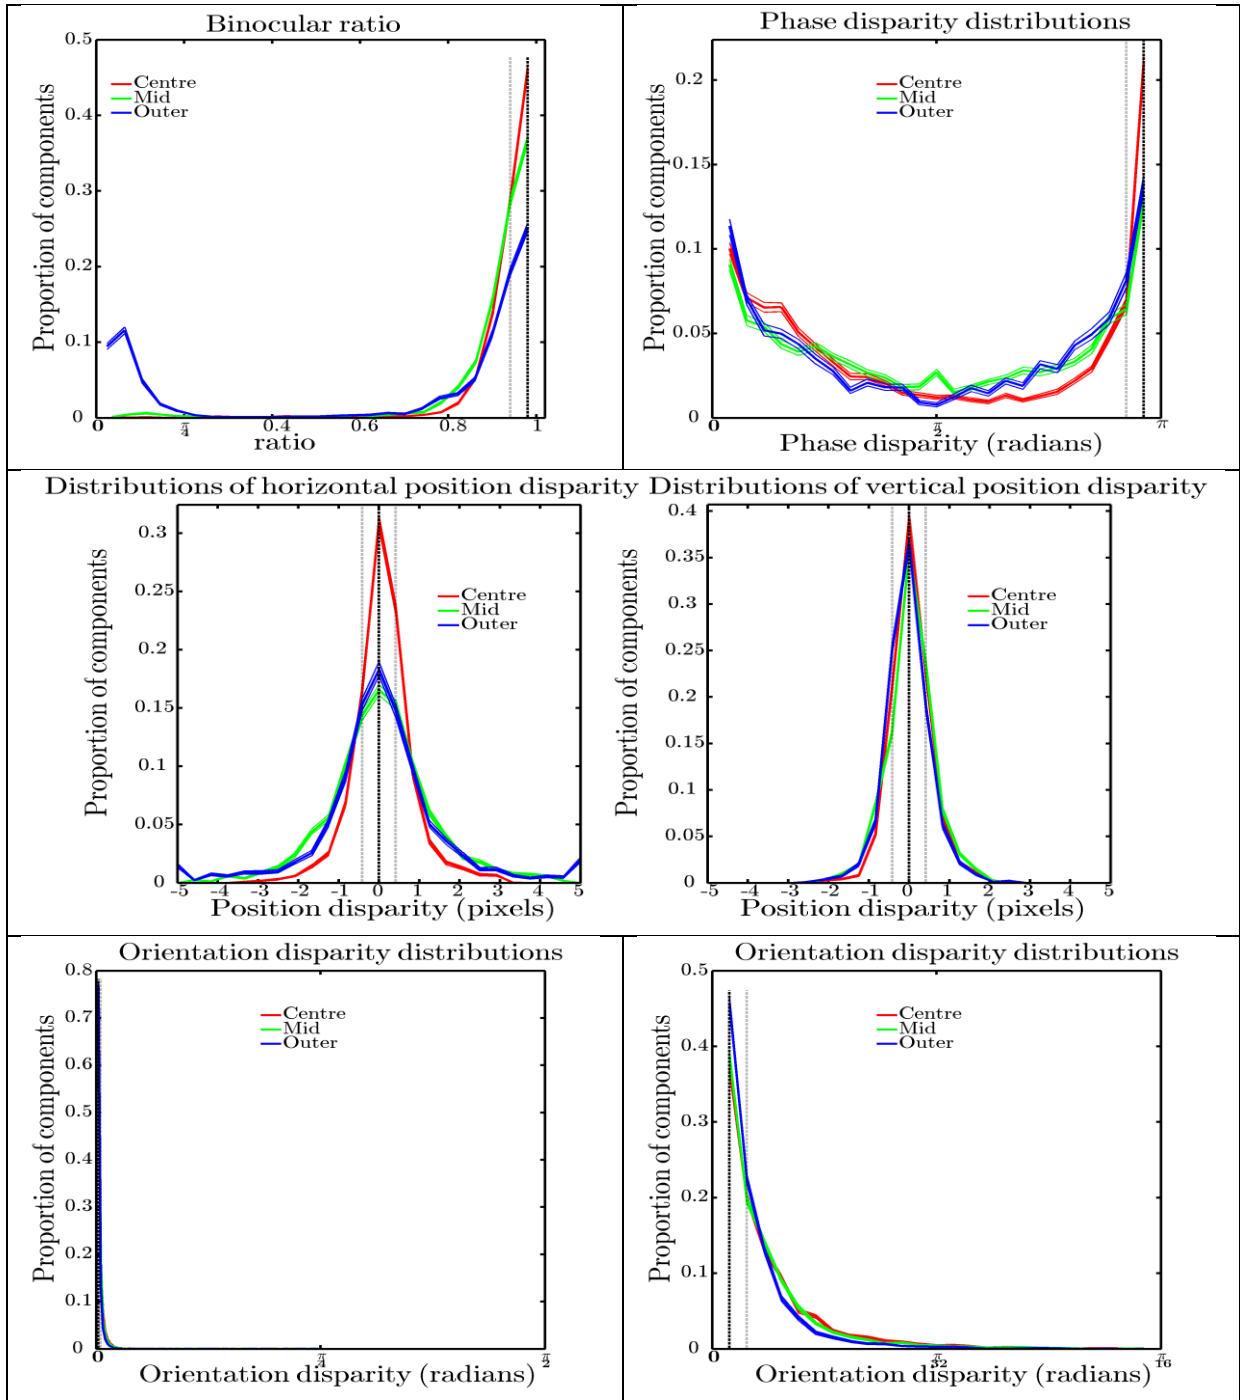 Binocular ratio
0.5
0.4
0.3
0.2
0.1
0
Proportion of components
Centre
Mid
Outer
0 π/4 0.4 0.6 0.8 1
ratio
Phase disparity distributions
0.2
0.15
0.1
0.05
0
Proportion of components
Centre
Mid
Outer
0 π/2 π
Phase disparity (radians)
Distributions of horizontal position disparity
0.3
0.25
0.2
0.15
0.1
0.05
0
Proportion of components
Centre
Mid
Outer
-5 -4 -3 -2 -1 0 1 2 3 4 5
Position disparity (pixels)
Distributions of vertical position disparity
0.4
0.35
0.3
0.25
0.2
0.15
0.1
0.05
0
Proportion of components
Centre
Mid
Outer
-5 -4 -3 -2 -1 0 1 2 3 4 5
Position disparity (pixels)
Orientation disparity distributions
0.8
0.7
0.6
0.5
0.4
0.3
0.2
0.1
0
Proportion of components
Centre
Mid
Outer
0 π/4 π/2
Orientation disparity (radians)
Orientation disparity distributions
0.5
0.4
0.3
0.2
0.1
0
Proportion of components
Centre
Mid
Outer
0 π/32 π/16
Orientation disparity (radians)